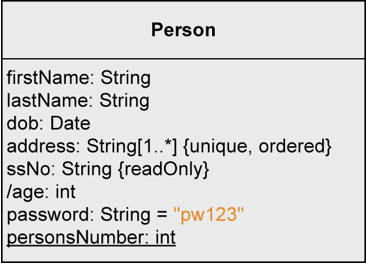 Person
firstName: String
lastName: String
dob: Date
address: String[1..*] {unique, ordered}
ssNo: String {readOnly}
/age: int
password: String = "pw123"
personsNumber: int